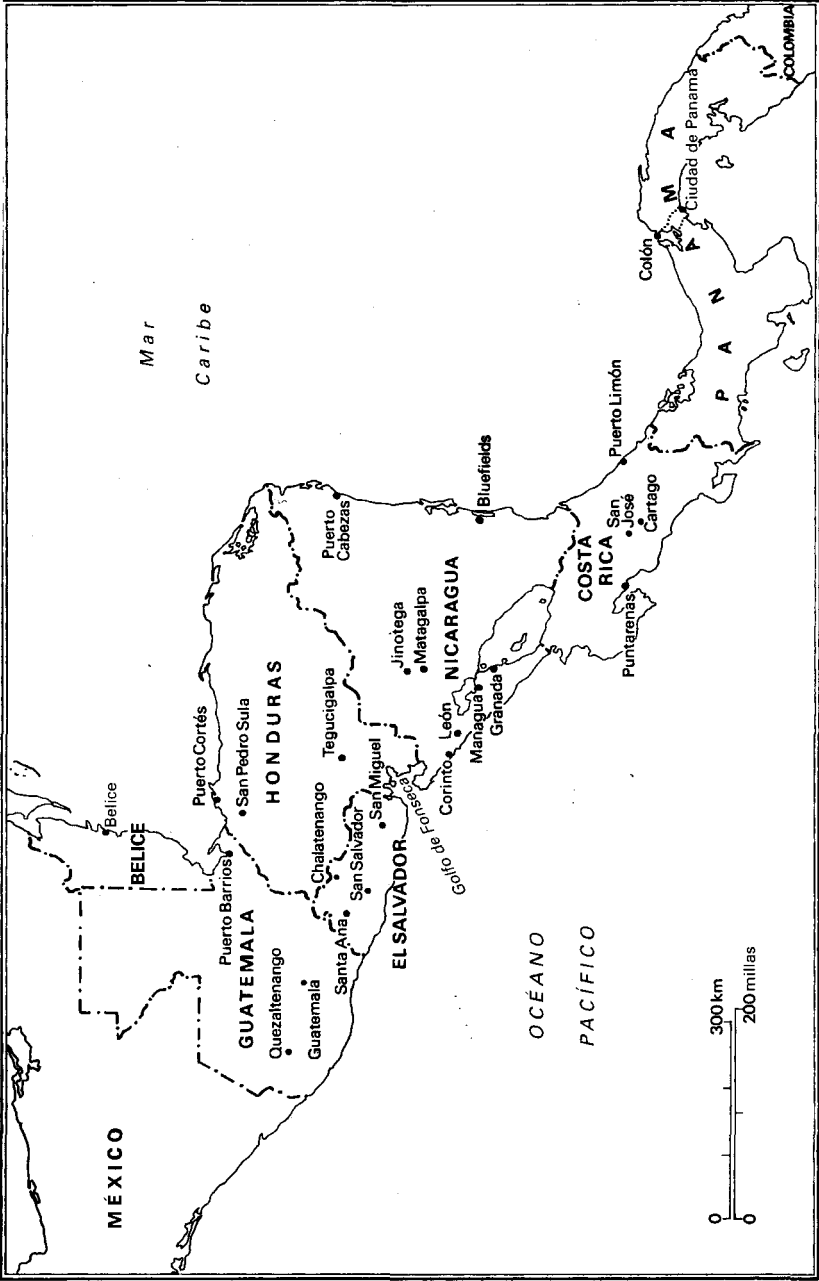 MÉXICO
Mar
Caribe
Belice
BELICE
Puerto Barrios
GUATEMALA
Quezaltenango
Guatemala
Puerto Cortés
San Pedro Sula
HONDURAS
Tegucigalpa
Chalatenango
San Salvador
Santa Ana
San Miguel
EL SALVADOR
Golfo de Fonseca
Puerto
Cabezas
Jinotega
Matagalpa
NICARAGUA
Bluefields
León
Corinto
Managua
Granada
COSTA
RICA
San
José
Cartago
Puerto Limón
Puntarenas
Colón
PANAMA
Ciudad de Panamá
COLOMBIA
OCÉANO
PACÍFICO
0 300 km
0 200 millas